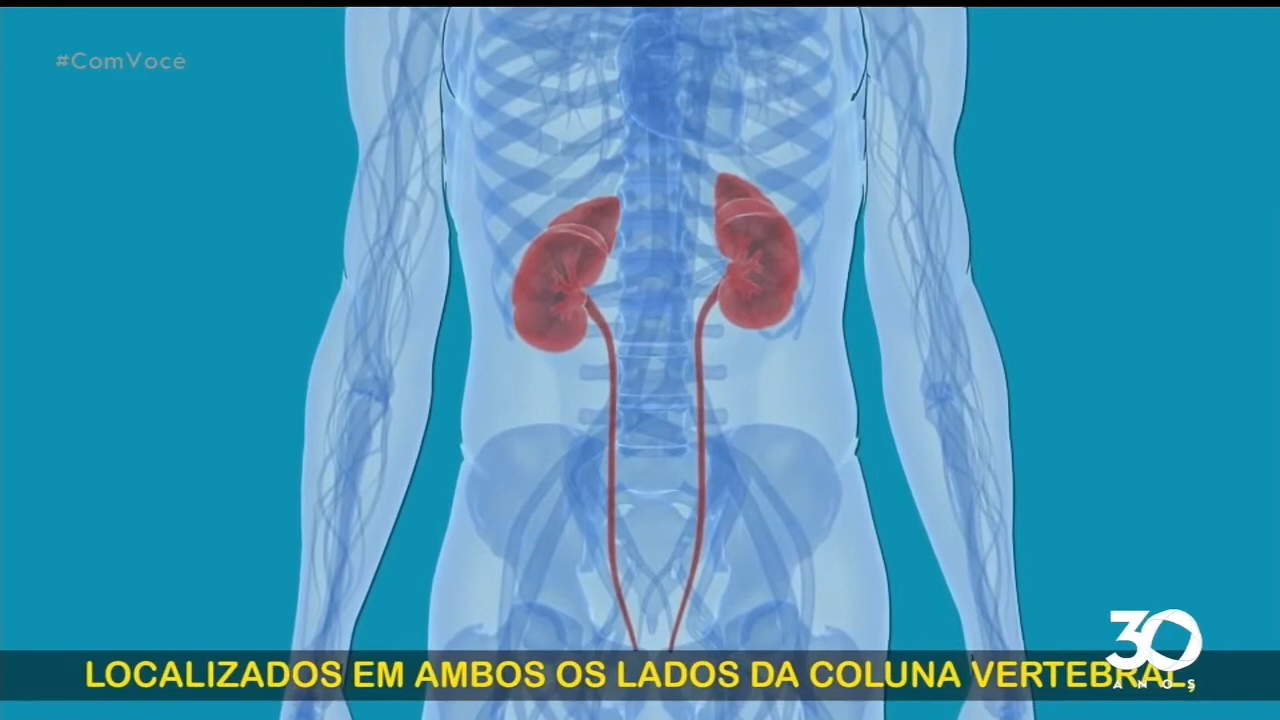 #ComVocê
30
ANOS
LOCALIZADOS EM AMBOS OS LADOS DA COLUNA VERTEBRAL,